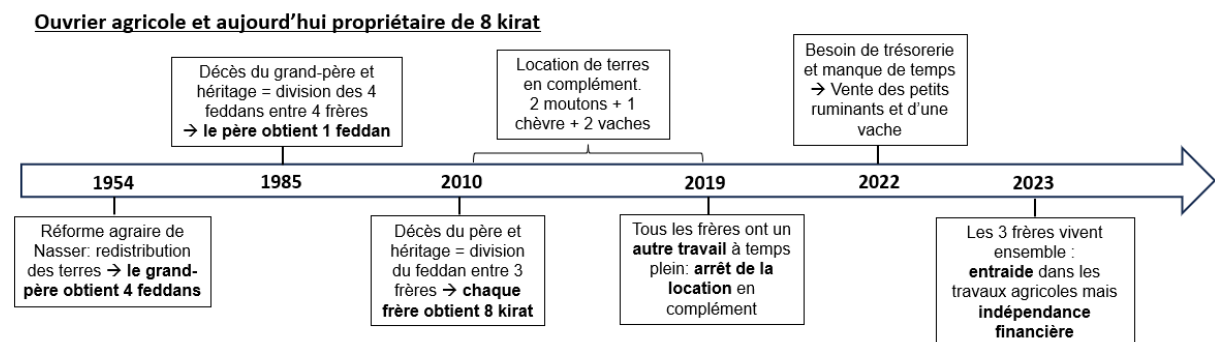 Ouvrier agricole et aujourd’hui propriétaire de 8 kirat
Décès du grand-père et
héritage = division des 4
feddans entre 4 frères
→ le père obtient 1 feddan
Location de terres
en complément.
2 moutons + 1
chèvre + 2 vaches
Besoin de trésorerie
et manque de temps
→ Vente des petits
ruminants et d’une
vache
1954
1985
2010
2019
2022
2023
Réforme agraire de
Nasser: redistribution
des terres → le grand-
père obtient 4 feddans
Décès du père et
héritage = division
du feddan entre 3
frères → chaque
frère obtient 8 kirat
Tous les frères ont un
autre travail à temps
plein: arrêt de la
location en
complément
Les 3 frères vivent
ensemble :
entraide dans les
travaux agricoles mais
indépendance
financière